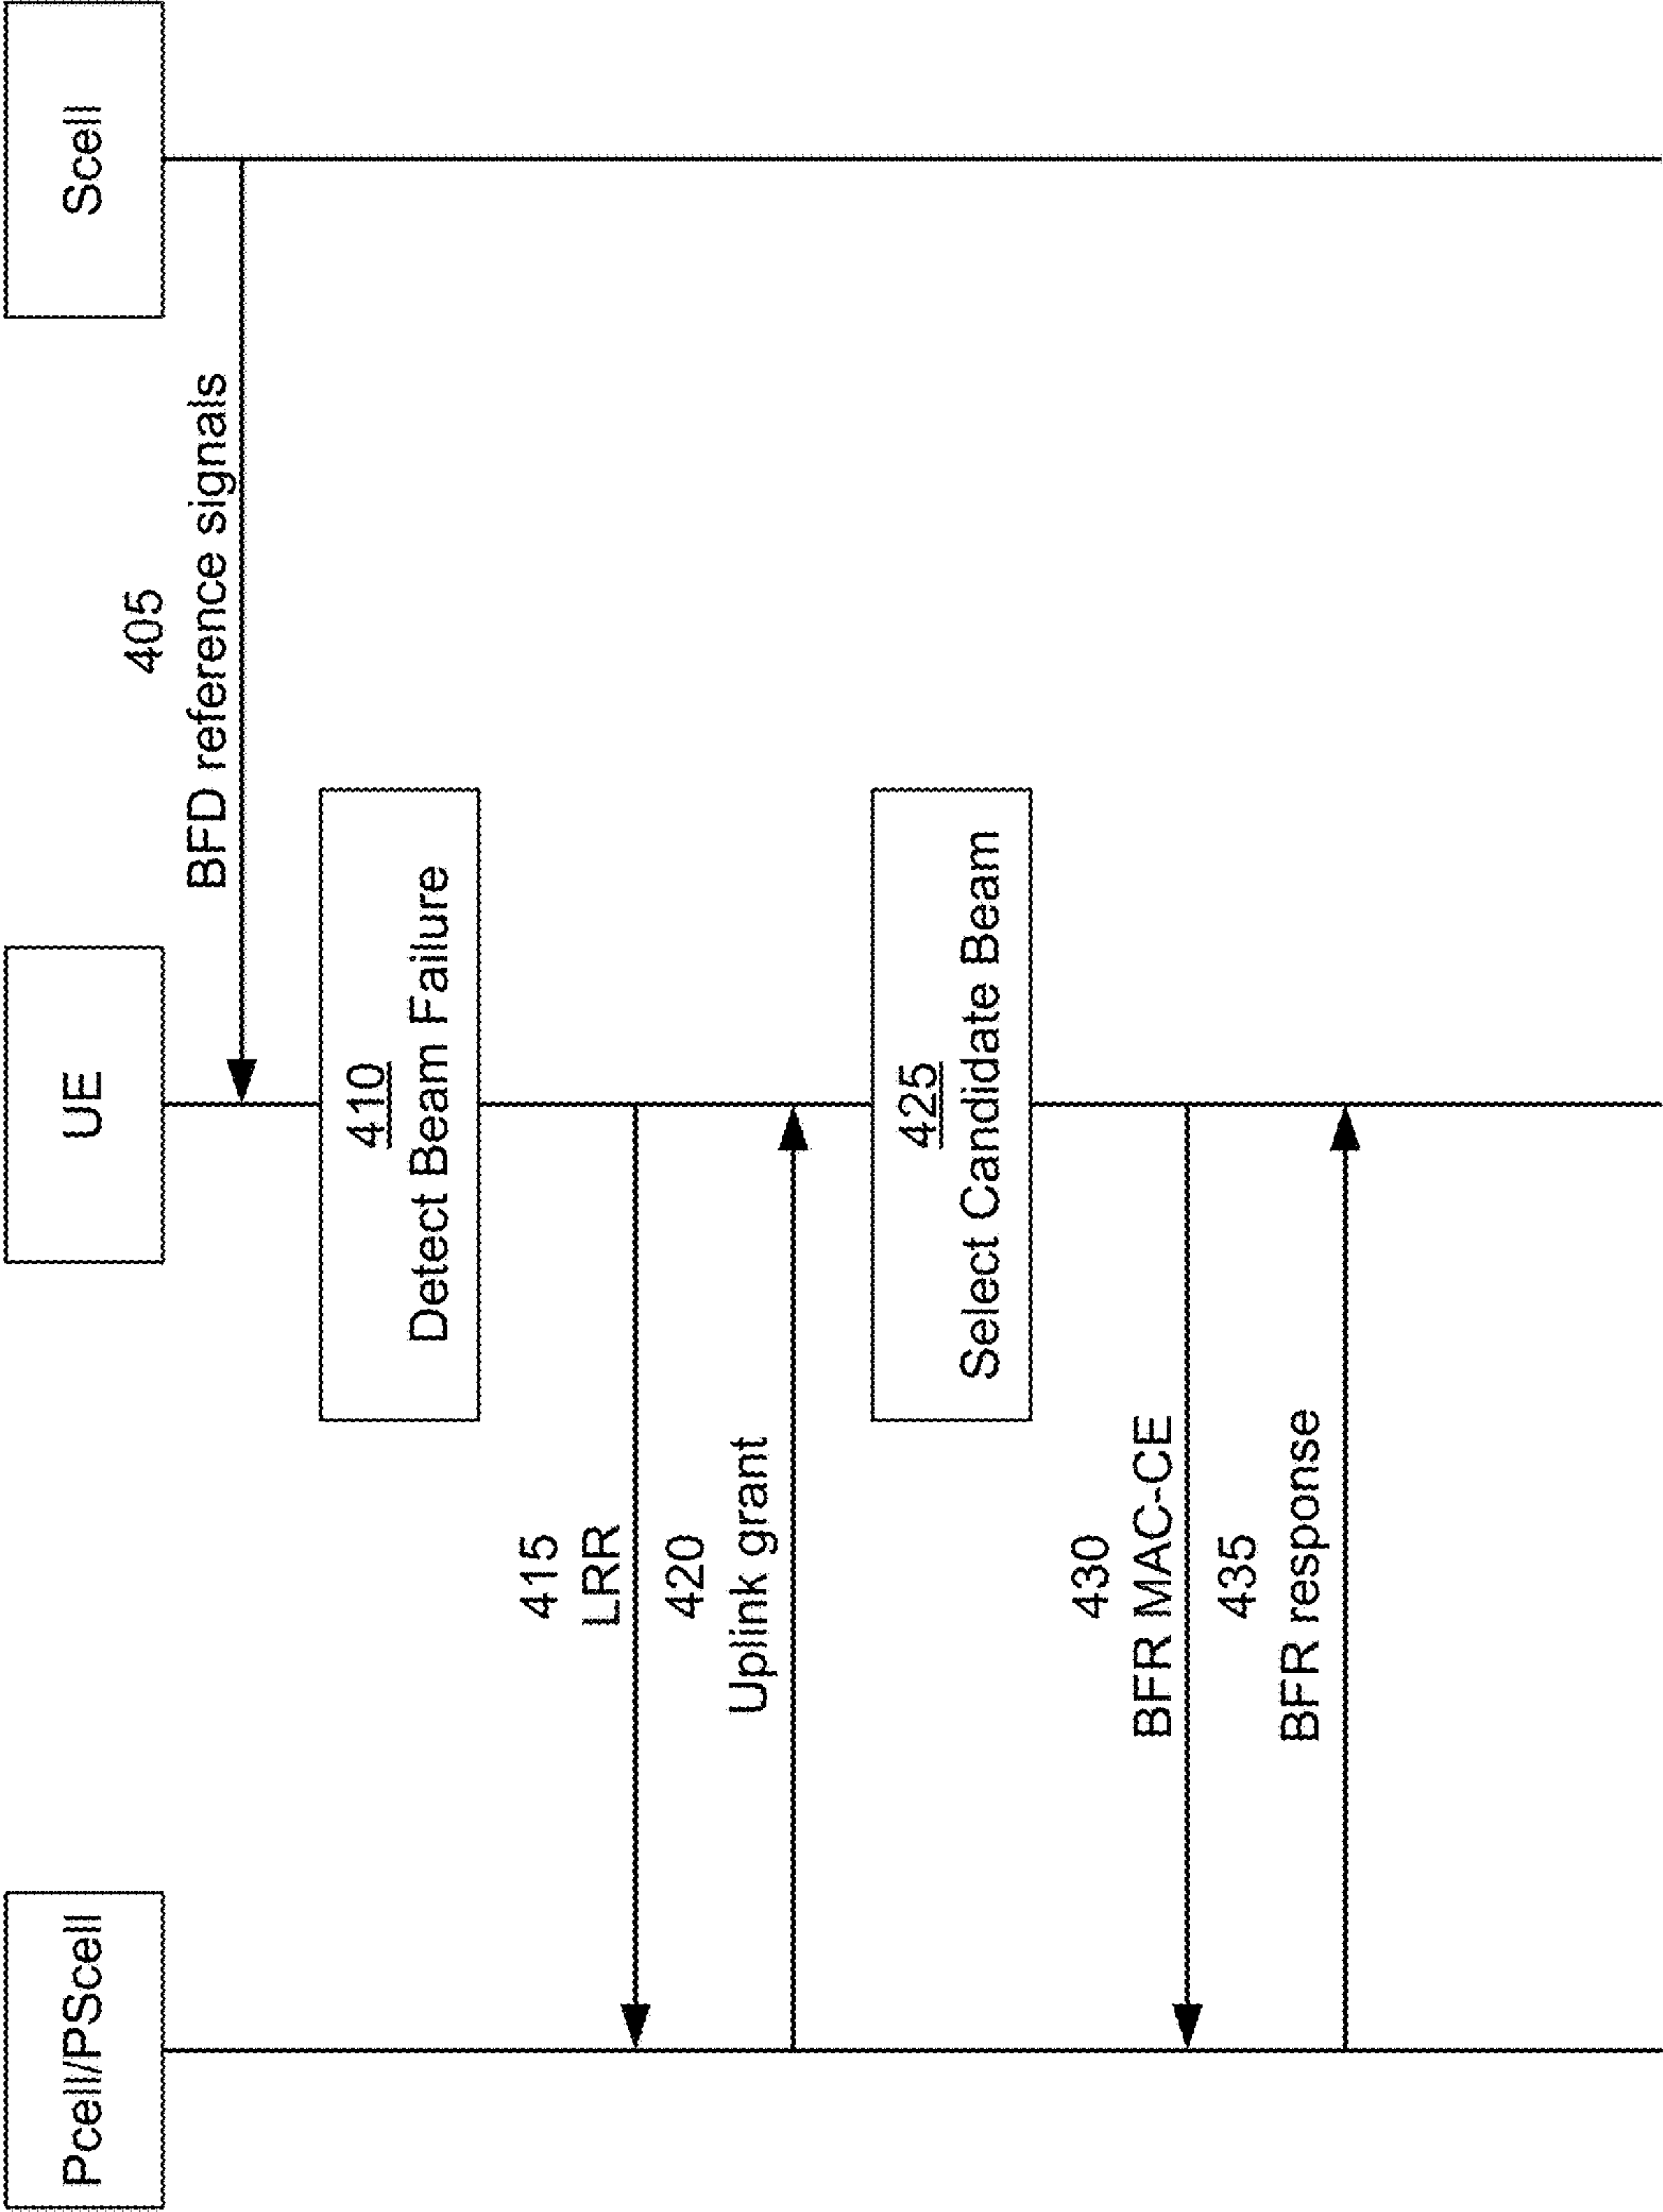 Pcell/PScell
UE
Scell
405
BFD reference signals
410
Detect Beam Failure
415
LRR
420
Uplink grant
425
Select Candidate Beam
430
BFR MAC-CE
435
BFR response